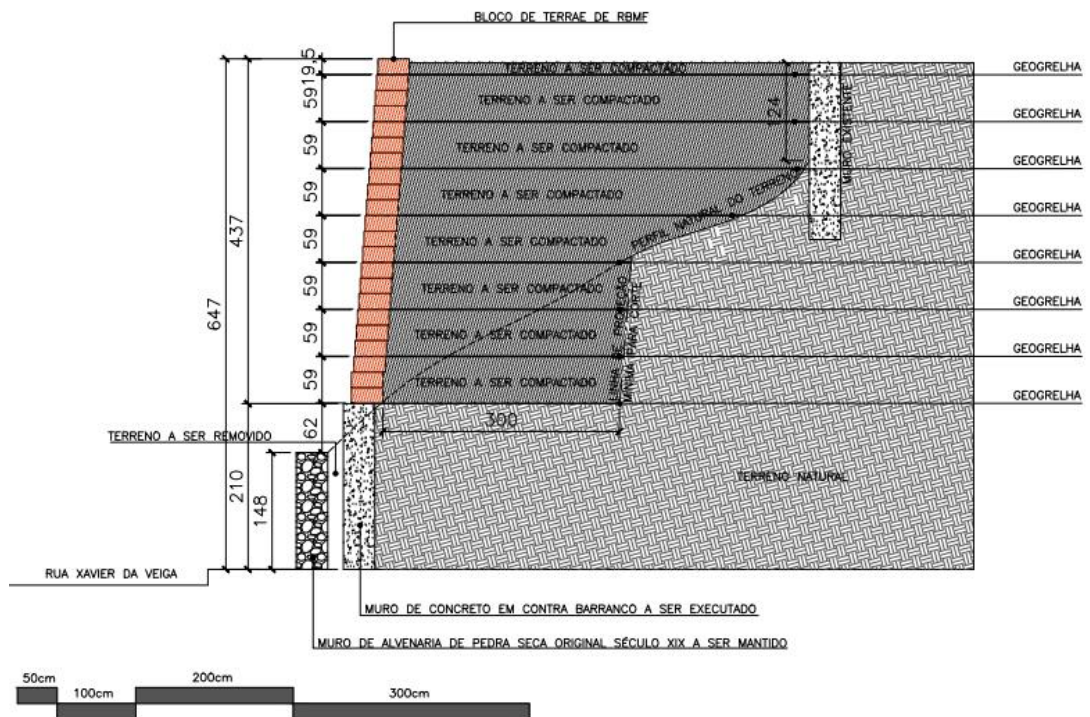 BLOCO DE TERRAE DE RBMF
19,5
TERRENO A SER COMPACTADO
GEOGRELHA
59
TERRENO A SER COMPACTADO
124
GEOGRELHA
59
TERRENO A SER COMPACTADO
MURO EXISTENTE
GEOGRELHA
59
TERRENO A SER COMPACTADO
437
PERFIL NATURAL DO TERRENO
GEOGRELHA
59
TERRENO A SER COMPACTADO
GEOGRELHA
647
59
TERRENO A SER COMPACTADO
LINHA DE PROJEÇÃO
MÍNIMA PARA CORTE
GEOGRELHA
59
TERRENO A SER COMPACTADO
GEOGRELHA
59
TERRENO A SER COMPACTADO
GEOGRELHA
300
62
TERRENO A SER REMOVIDO
210
148
TERRENO NATURAL
RUA XAVIER DA VEIGA
MURO DE CONCRETO EM CONTRA BARRANCO A SER EXECUTADO
MURO DE ALVENARIA DE PEDRA SECA ORIGINAL SÉCULO XIX A SER MANTIDO
50cm
100cm
200cm
300cm